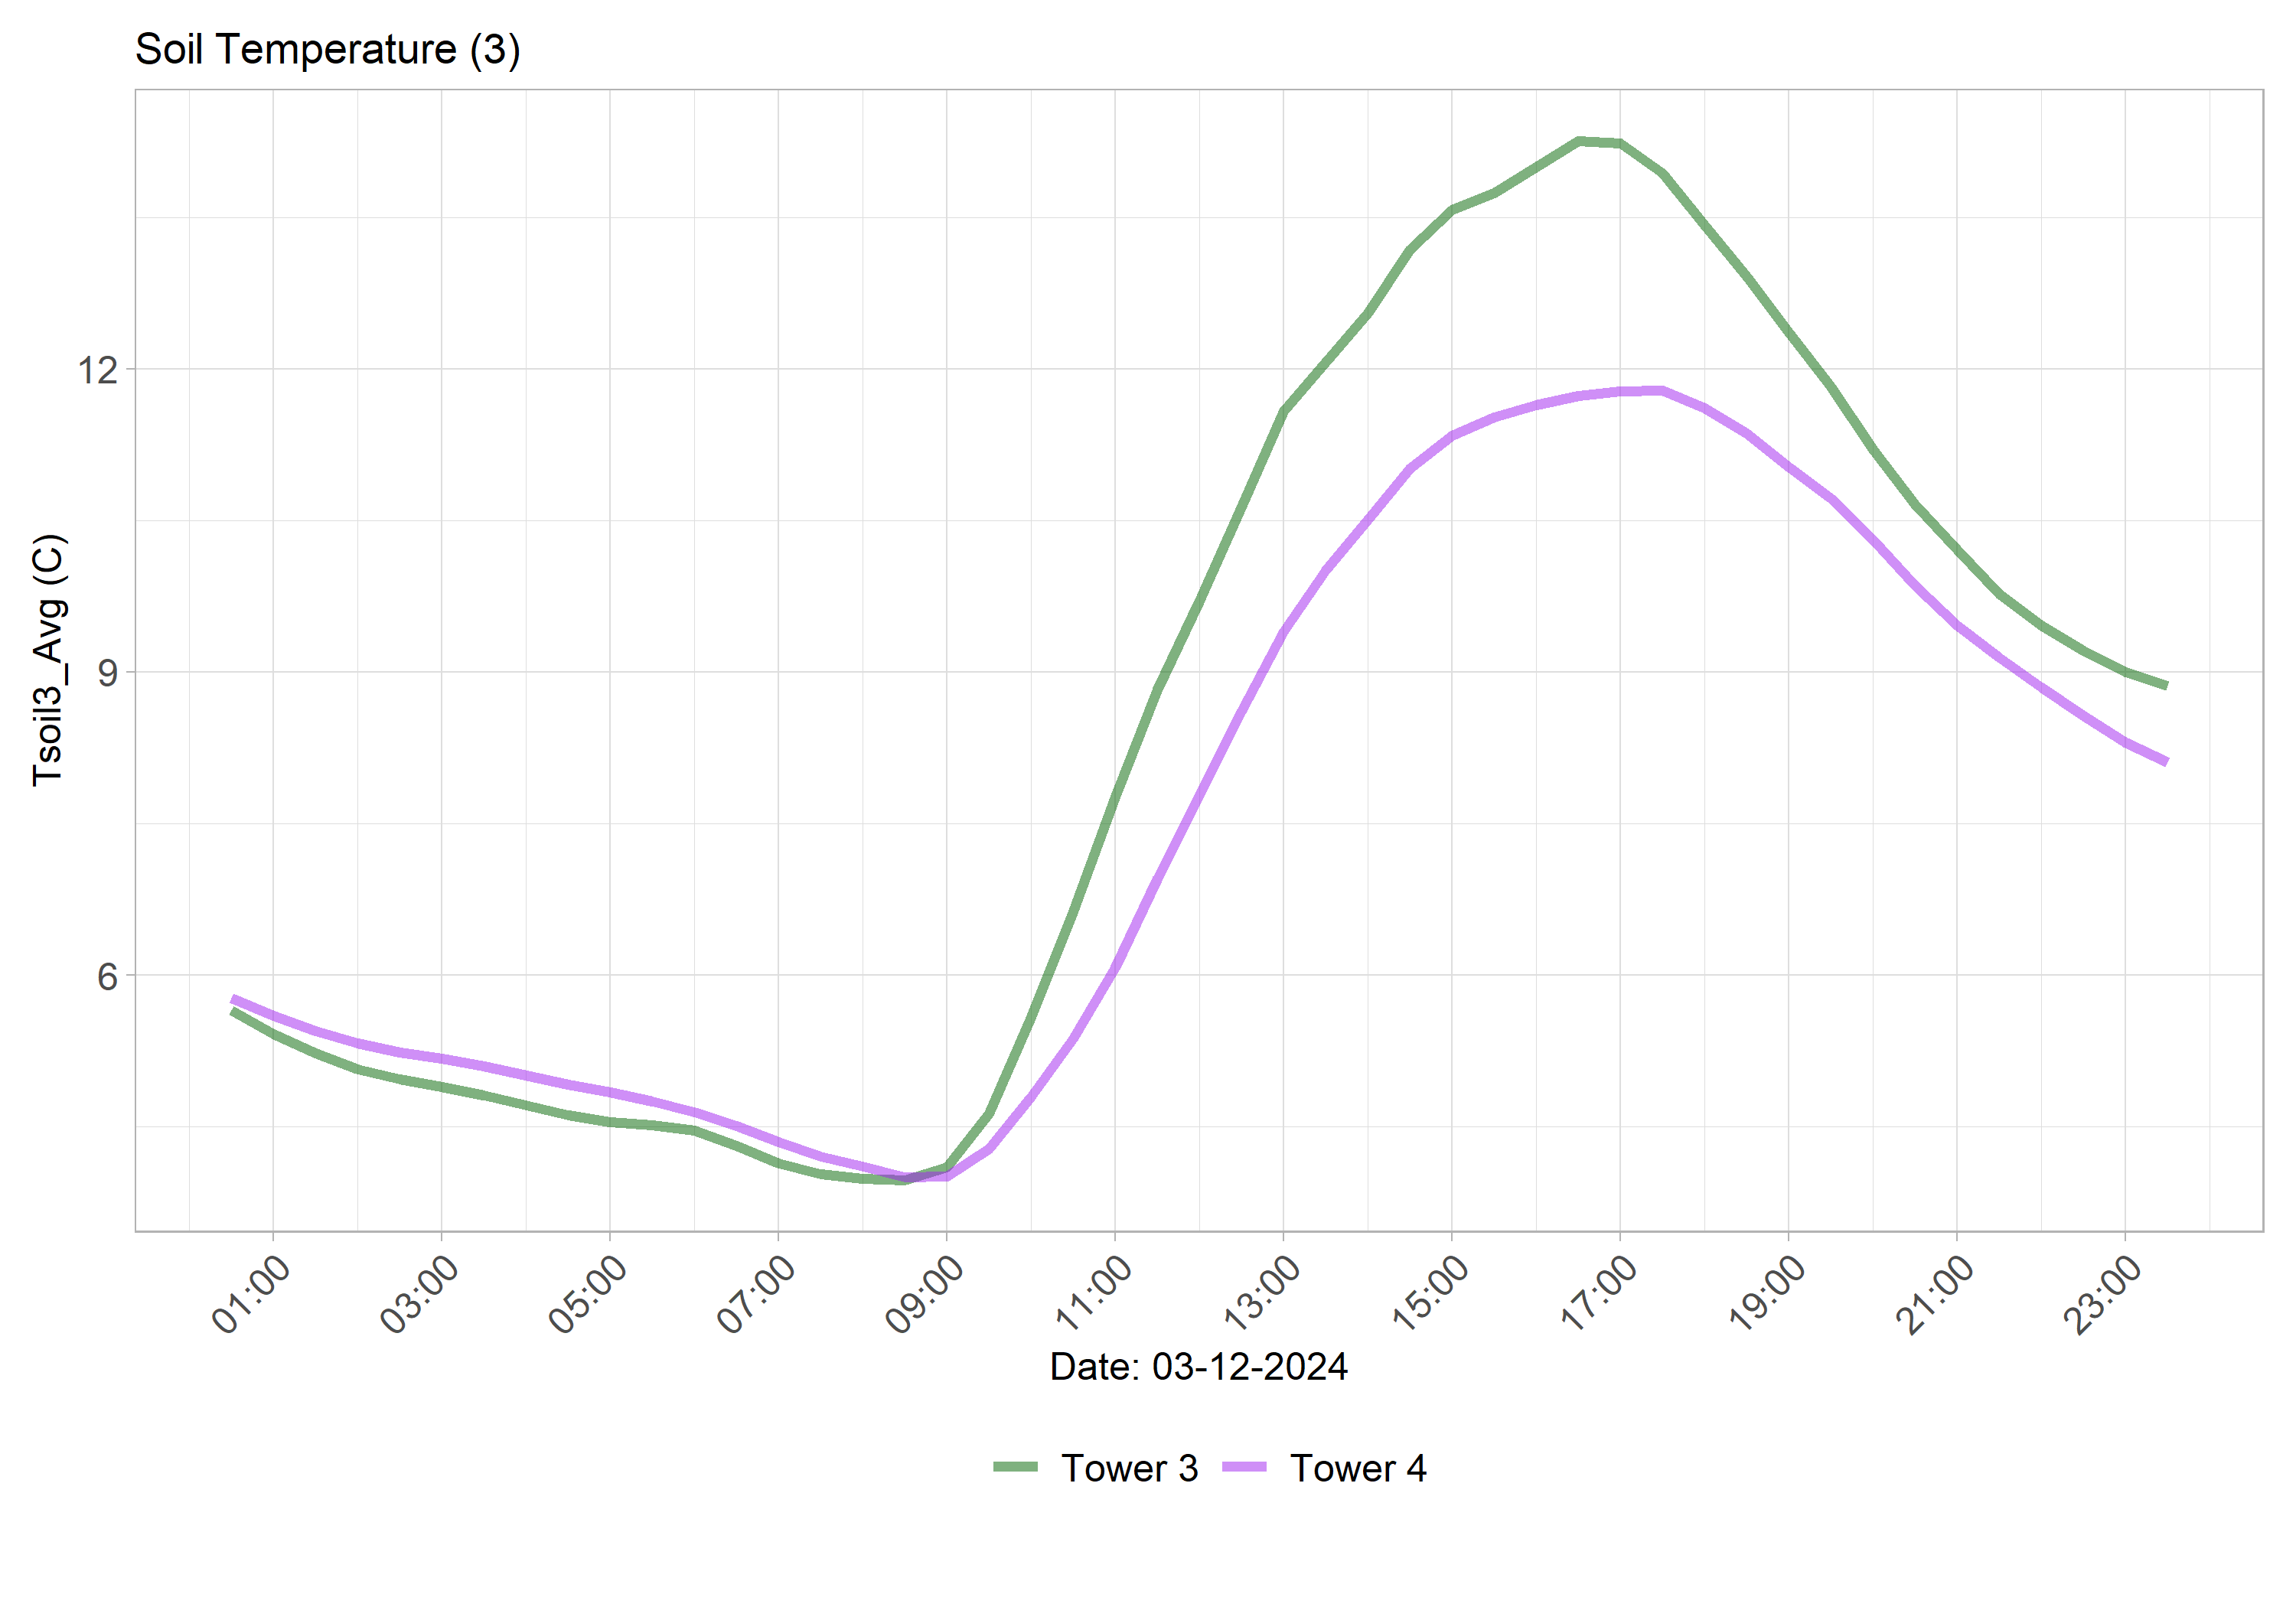 Soil Temperature (3)
Tsoil3_Avg (C)
12
9
6
01:00 03:00 05:00 07:00 09:00 11:00 13:00 15:00 17:00 19:00 21:00 23:00
Date: 03-12-2024
Tower 3 Tower 4